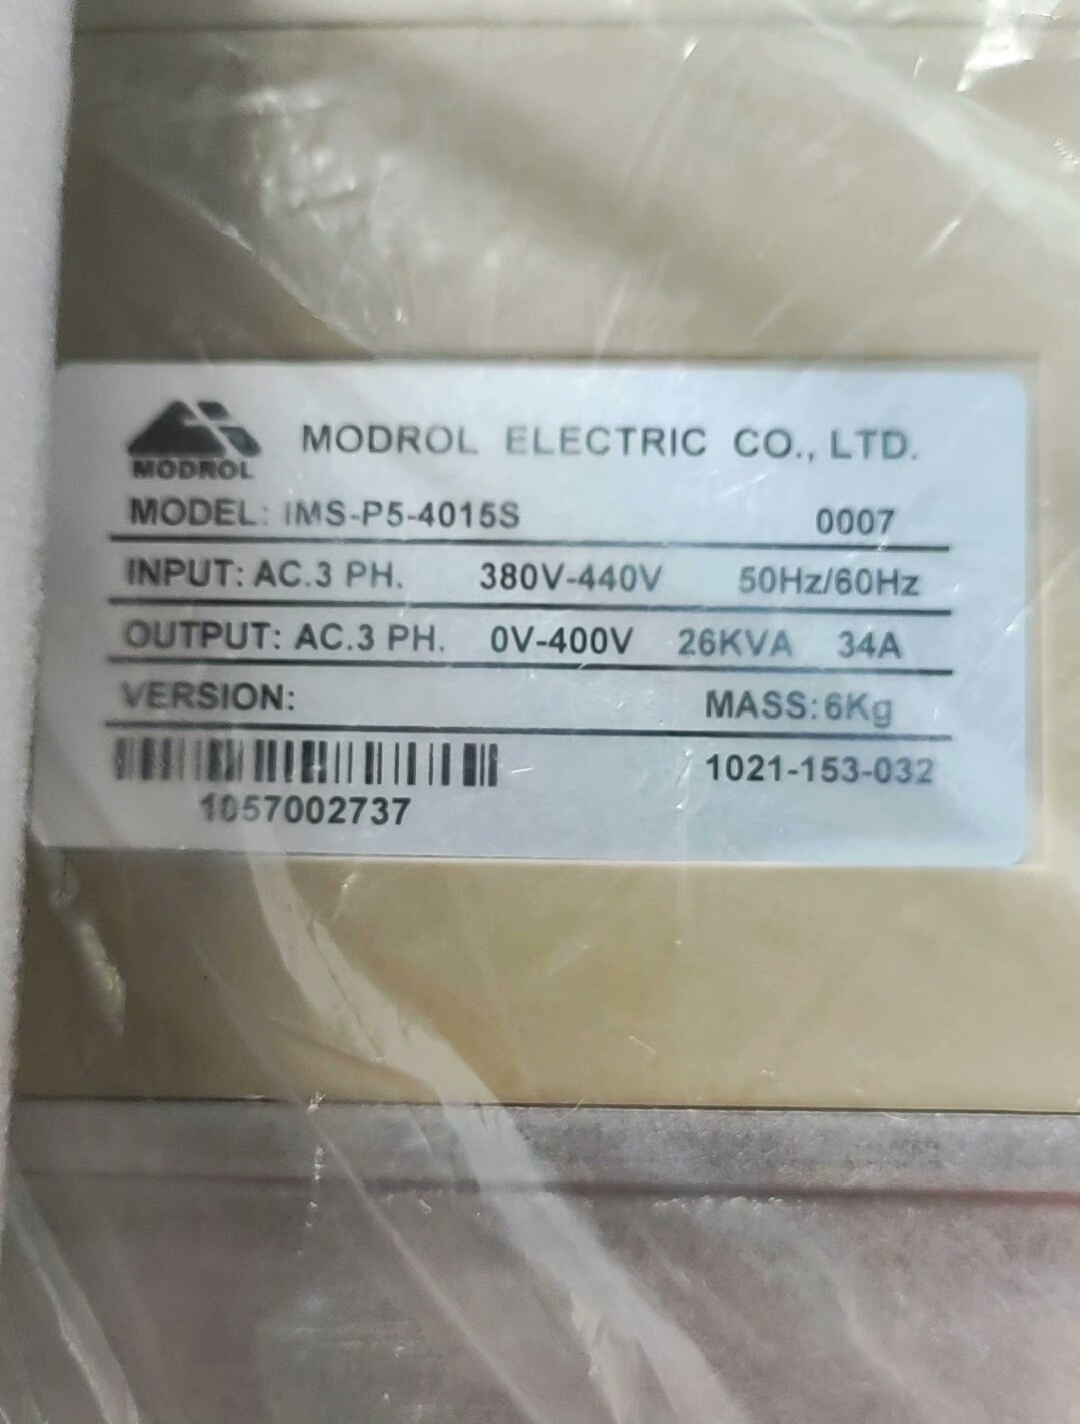 MODROL
MODROL ELECTRIC CO., LTD.
MODEL: IMS-P5-4015S 0007
INPUT: AC.3 PH. 380V-440V 50Hz/60Hz
OUTPUT: AC.3 PH. 0V-400V 26KVA 34A
VERSION: MASS:6Kg
1021-153-032
1057002737